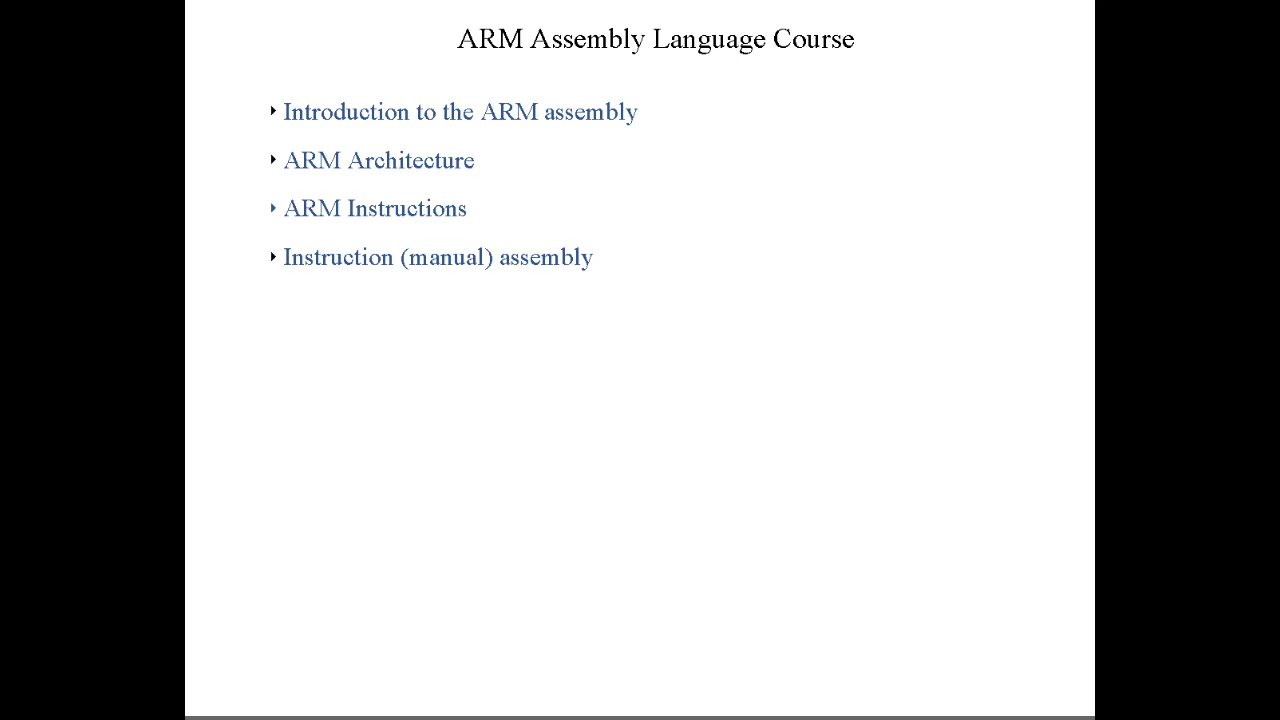 ARM Assembly Language Course
Introduction to the ARM assembly
ARM Architecture
ARM Instructions
Instruction (manual) assembly